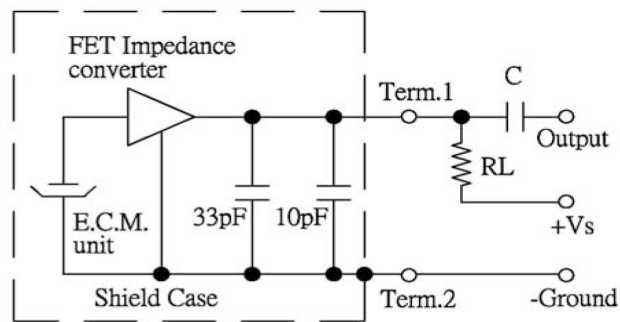 FET Impedance
converter
Term.1
C
Output
RL
+Vs
E.C.M.
unit
33pF
10pF
Shield Case
Term.2
-Ground